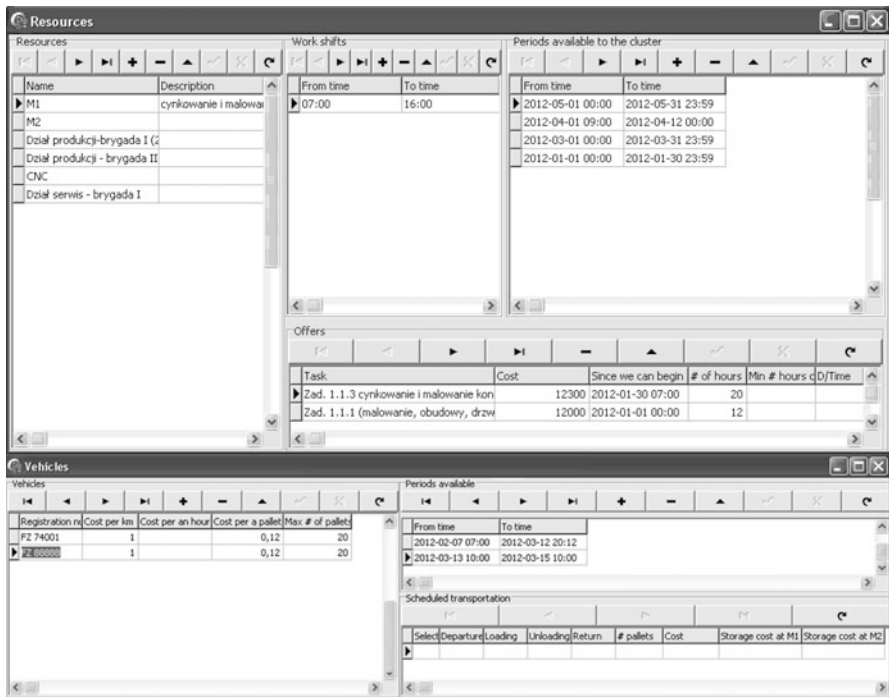 Resources
Resources
Name Description
M1 cynkowanie i malowa
M2
Dział produkcji-brygada I (2
Dział produkcji - brygada II
CNC
Dział serwis - brygada I
Work shifts
From time To time
07:00 16:00
Periods available to the cluster
From time To time
2012-05-01 00:00 2012-05-31 23:59
2012-04-01 09:00 2012-04-12 00:00
2012-03-01 00:00 2012-03-31 23:59
2012-01-01 00:00 2012-01-30 23:59
Offers
Task Cost Since we can begin # of hours Min # hours c D/Time
Zad. 1.1.3 cynkowanie i malowanie kon 12300 2012-01-30 07:00 20
Zad. 1.1.1 (malowanie, obudowy, drzw 12000 2012-01-01 00:00 12
Vehicles
Vehicles
Registration nu Cost per km Cost per an hour Cost per a pallet Max # of pallets
FZ 74001 1 0,12 20
FZ 88888 1 0,12 20
Periods available
From time To time
2012-02-07 07:00 2012-03-12 20:12
2012-03-13 10:00 2012-03-15 10:00
Scheduled transportation
Select Departure Loading Unloading Return # pallets Cost Storage cost at M1 Storage cost at M2